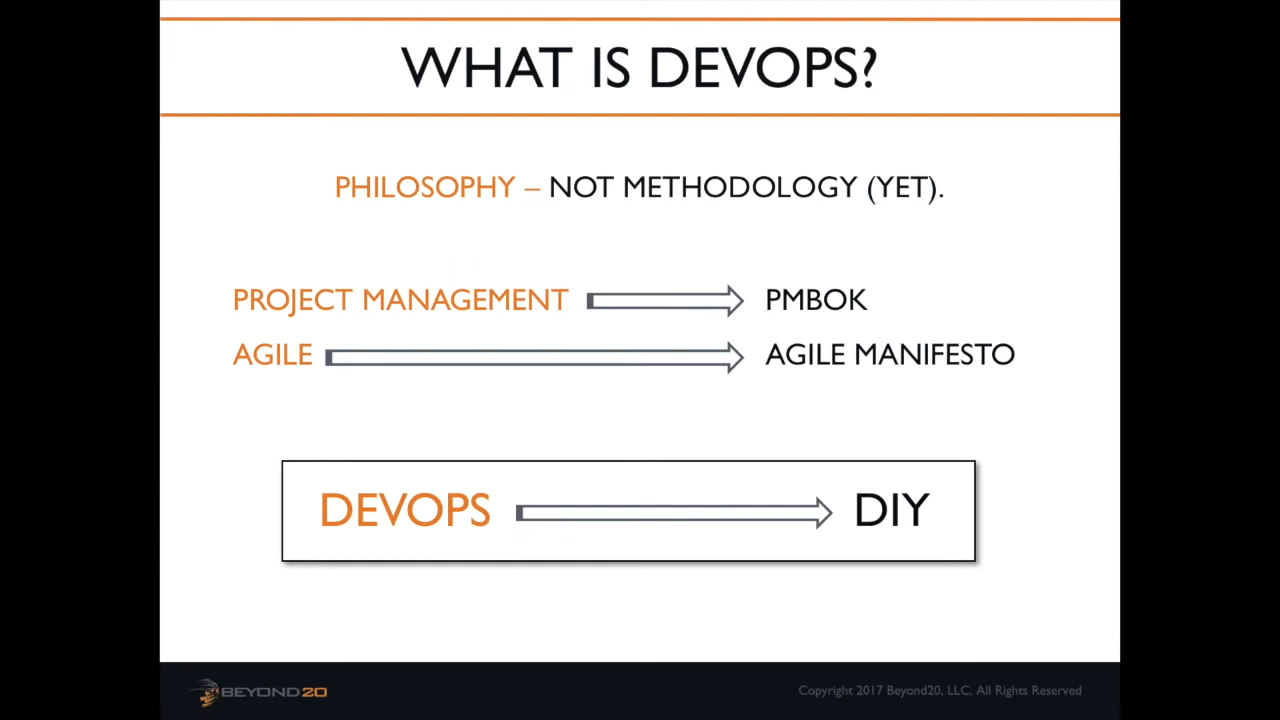 WHAT IS DEVOPS?
PHILOSOPHY – NOT METHODOLOGY (YET).
PROJECT MANAGEMENT PMBOK
AGILE AGILE MANIFESTO
DEVOPS DIY
BEYOND20 Copyright 2017 Beyond20, LLC, All Rights Reserved